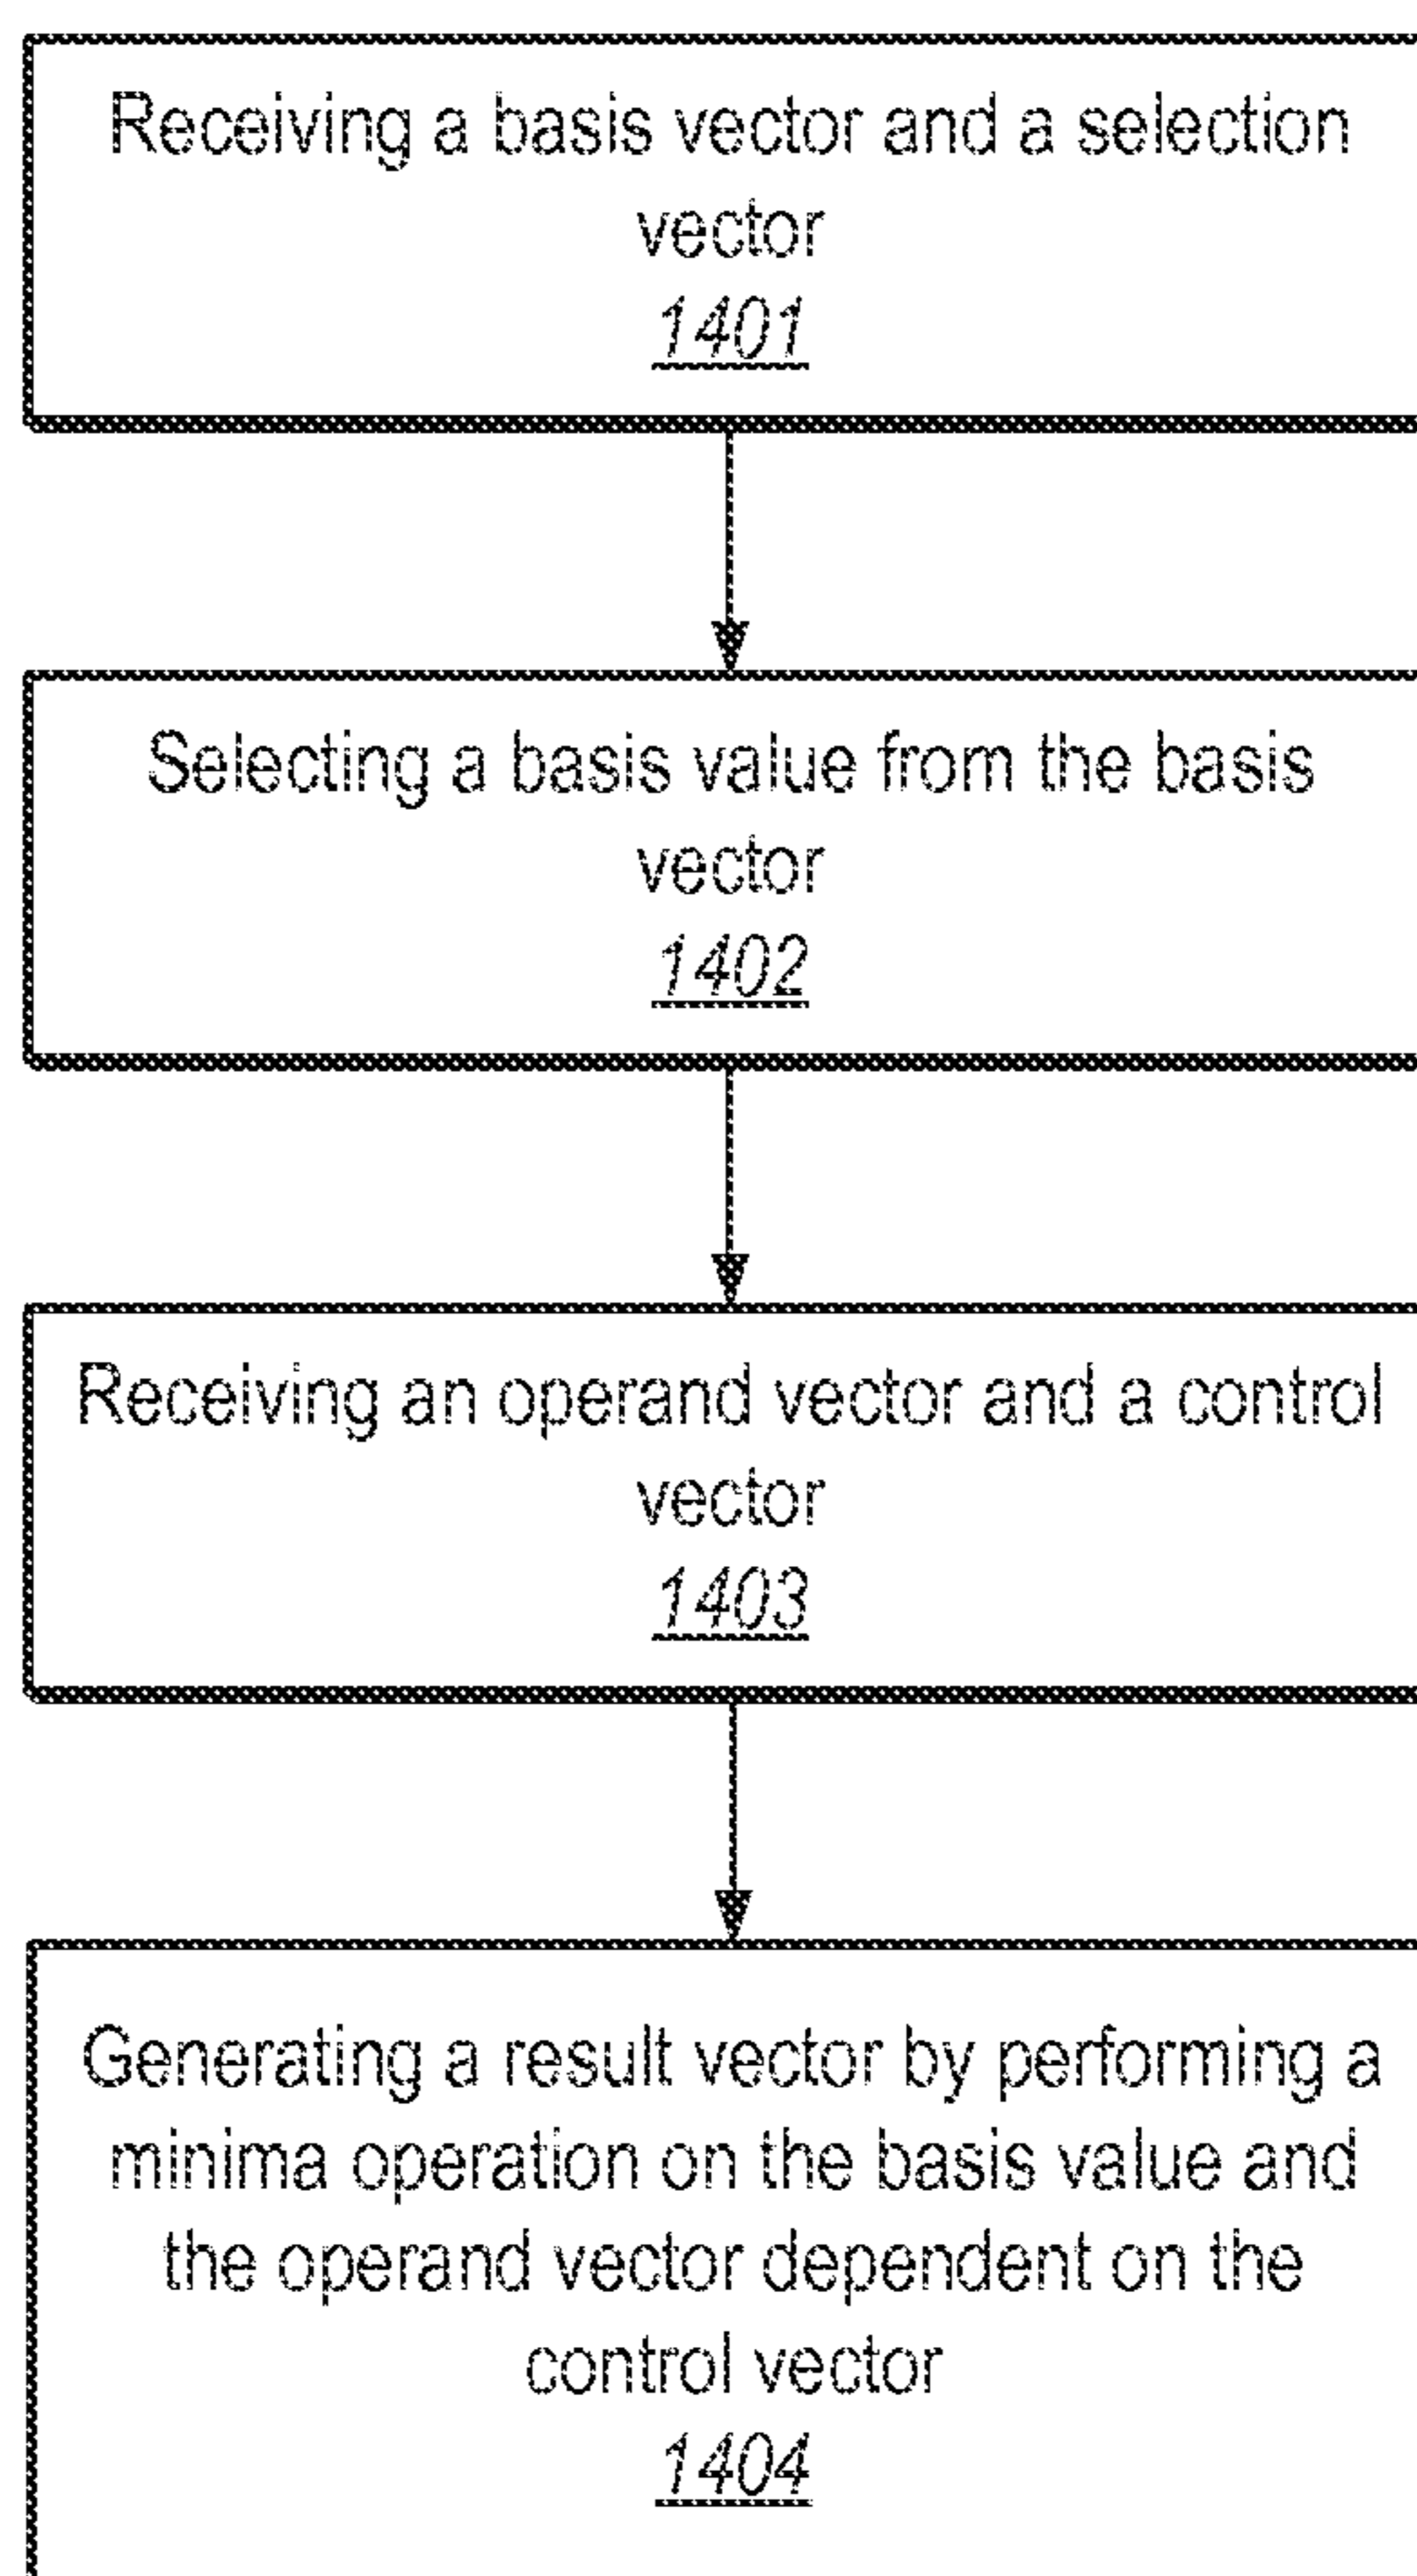 Receiving a basis vector and a selection
vector
1401
Selecting a basis value from the basis
vector
1402
Receiving an operand vector and a control
vector
1403
Generating a result vector by performing a
minima operation on the basis value and
the operand vector dependent on the
control vector
1404